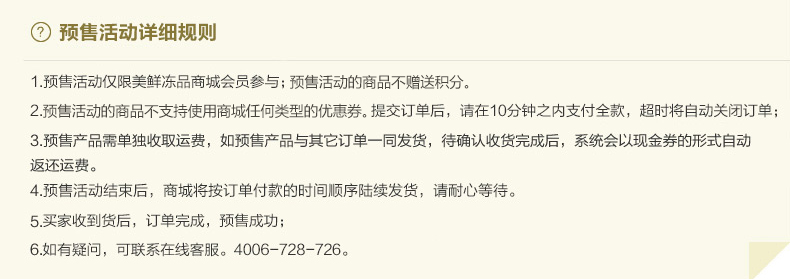 ? 预售活动详细规则
1.预售活动仅限美鲜冻品商城会员参与；预售活动的商品不赠送积分。
2.预售活动的商品不支持使用商城任何类型的优惠券。提交订单后，请在10分钟之内支付全款，超时将自动关闭订单；
3.预售产品需单独收取运费，如预售产品与其它订单一同发货，待确认收货完成后，系统会以现金券的形式自动
返还运费。
4.预售活动结束后，商城将按订单付款的时间顺序陆续发货，请耐心等待。
5.买家收到货后，订单完成，预售成功；
6.如有疑问，可联系在线客服。4006-728-726。